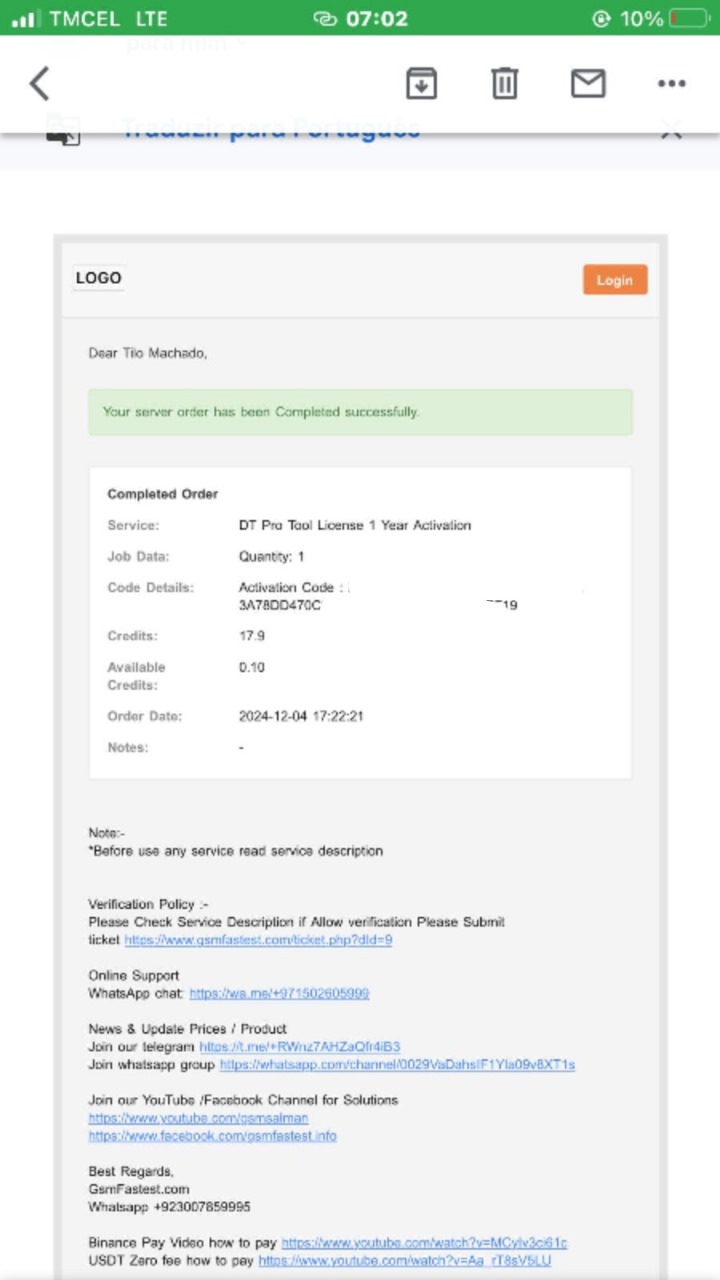 TMCEL LTE 07:02 10%
Traduzir para Português
LOGO
Login
Dear Tilo Machado,
Your server order has been Completed successfully.
Completed Order
Service: DT Pro Tool License 1 Year Activation
Job Data: Quantity: 1
Code Details: Activation Code :
3A78DD470C 19
Credits: 17.9
Available Credits: 0.10
Order Date: 2024-12-04 17:22:21
Notes: -
Note:-
*Before use any service read service description
Verification Policy :-
Please Check Service Description if Allow verification Please Submit
ticket https://www.gsmfastest.com/ticket.php?dId=9
Online Support
WhatsApp chat: https://wa.me/+971502605999
News & Update Prices / Product
Join our telegram https://t.me/+RWnz7AHZaQfr4iB3
Join whatsapp group https://whatsapp.com/channel/0029VaDahsIF1Yla09v8XT1s
Join our YouTube /Facebook Channel for Solutions
https://www.youtube.com/gsmsalman
https://www.facebook.com/gsmfastest.info
Best Regards,
GsmFastest.com
Whatsapp +923007859995
Binance Pay Video how to pay https://www.youtube.com/watch?v=MCylv3ci61c
USDT Zero fee how to pay https://www.youtube.com/watch?v=Aa_rT8sV5LU